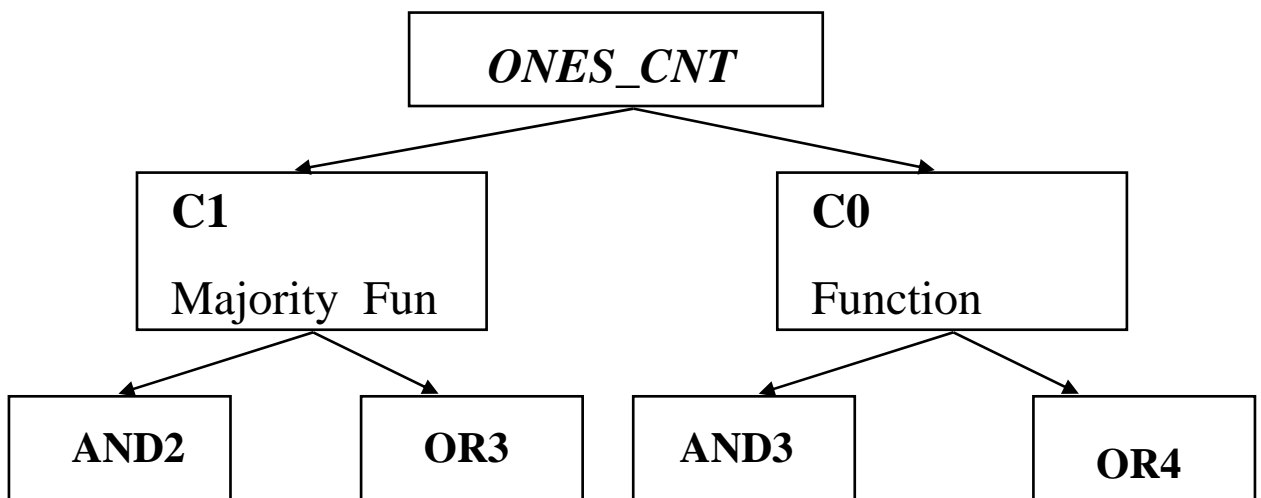 ONES_CNT
C1
Majority Fun
C0
Function
AND2
OR3
AND3
OR4